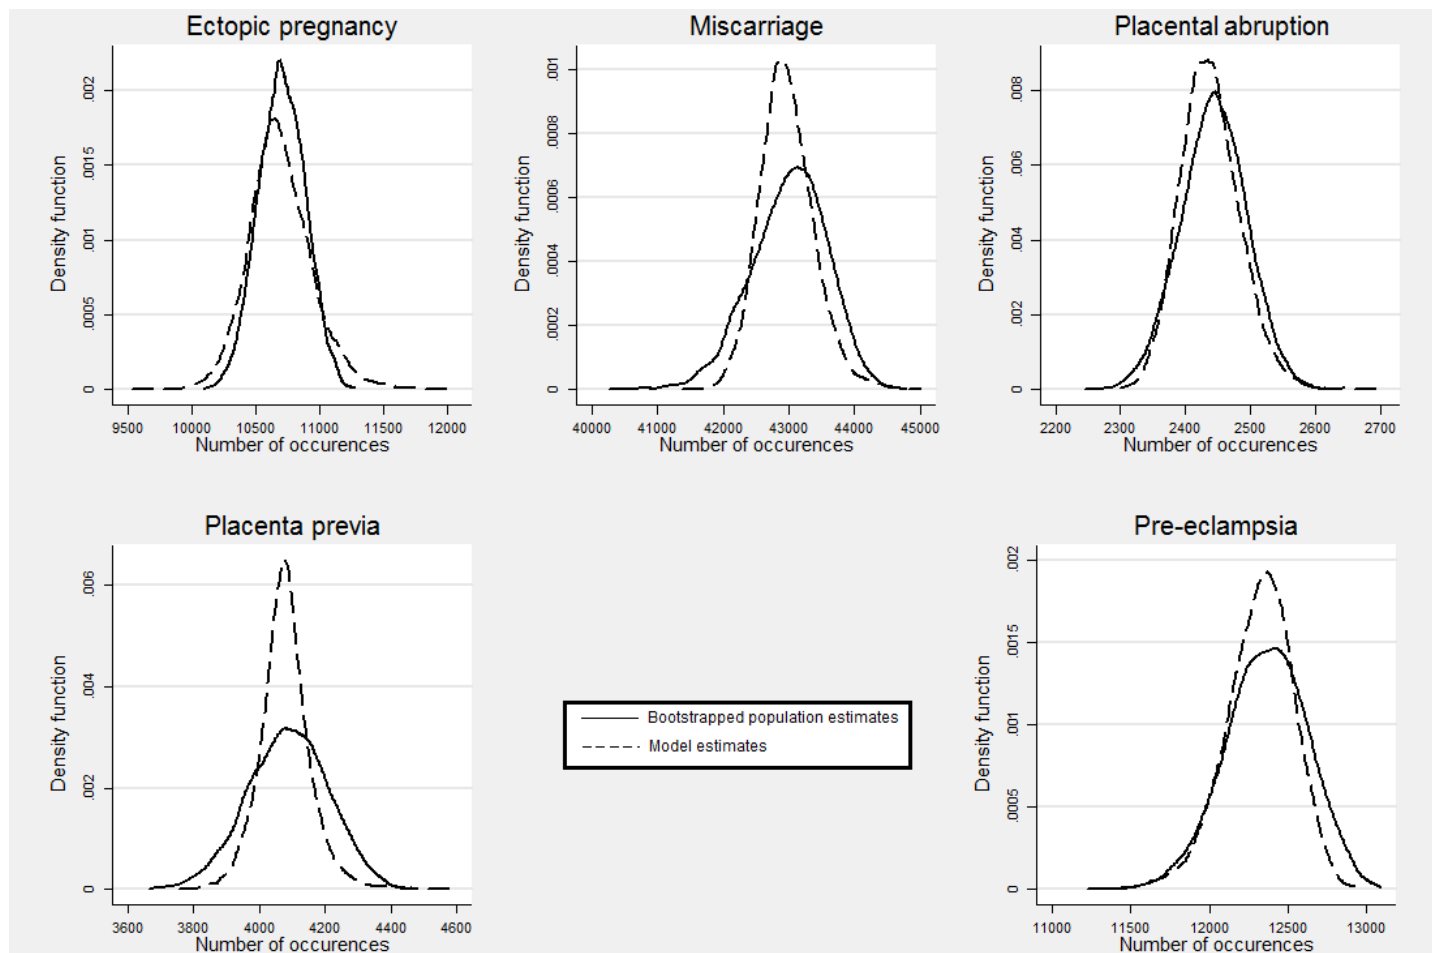 Ectopic pregnancy
Density function
.002
.0015
.001
.0005
0
9500 10000 10500 11000 11500 12000
Number of occurences
Miscarriage
Density function
.001
.0008
.0006
.0004
.0002
0
40000 41000 42000 43000 44000 45000
Number of occurences
Placental abruption
Density function
.008
.006
.004
.002
0
2200 2300 2400 2500 2600 2700
Number of occurences
Placenta previa
Density function
.006
.004
.002
0
3600 3800 4000 4200 4400 4600
Number of occurences
Bootstrapped population estimates
Model estimates
Pre-eclampsia
Density function
.002
.0015
.001
.0005
0
11000 11500 12000 12500 13000
Number of occurences